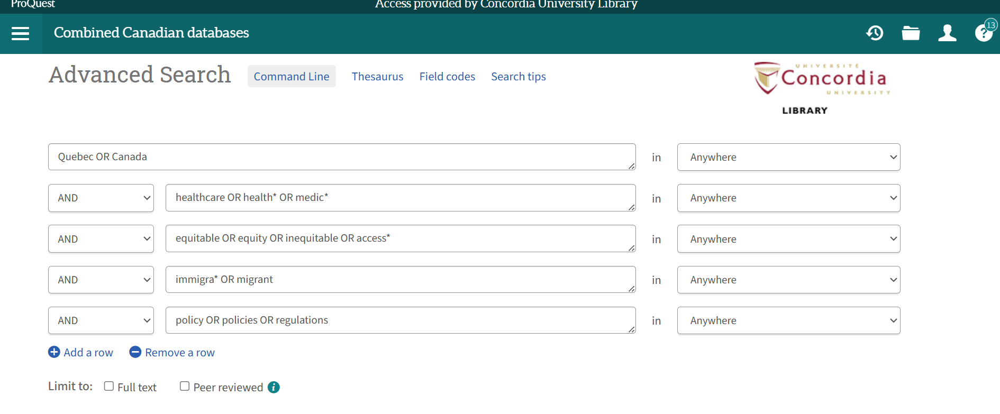 ProQuest
Access provided by Concordia University Library
Combined Canadian databases
13
?
Advanced Search
Command Line
Thesaurus
Field codes
Search tips
UNIVERSITÉ
Concordia
UNIVERSITY
LIBRARY
Quebec OR Canada
in
Anywhere
AND
healthcare OR health* OR medic*
in
Anywhere
AND
equitable OR equity OR inequitable OR access*
in
Anywhere
AND
immigra* OR migrant
in
Anywhere
AND
policy OR policies OR regulations
in
Anywhere
Add a row
Remove a row
Limit to:
Full text
Peer reviewed
i